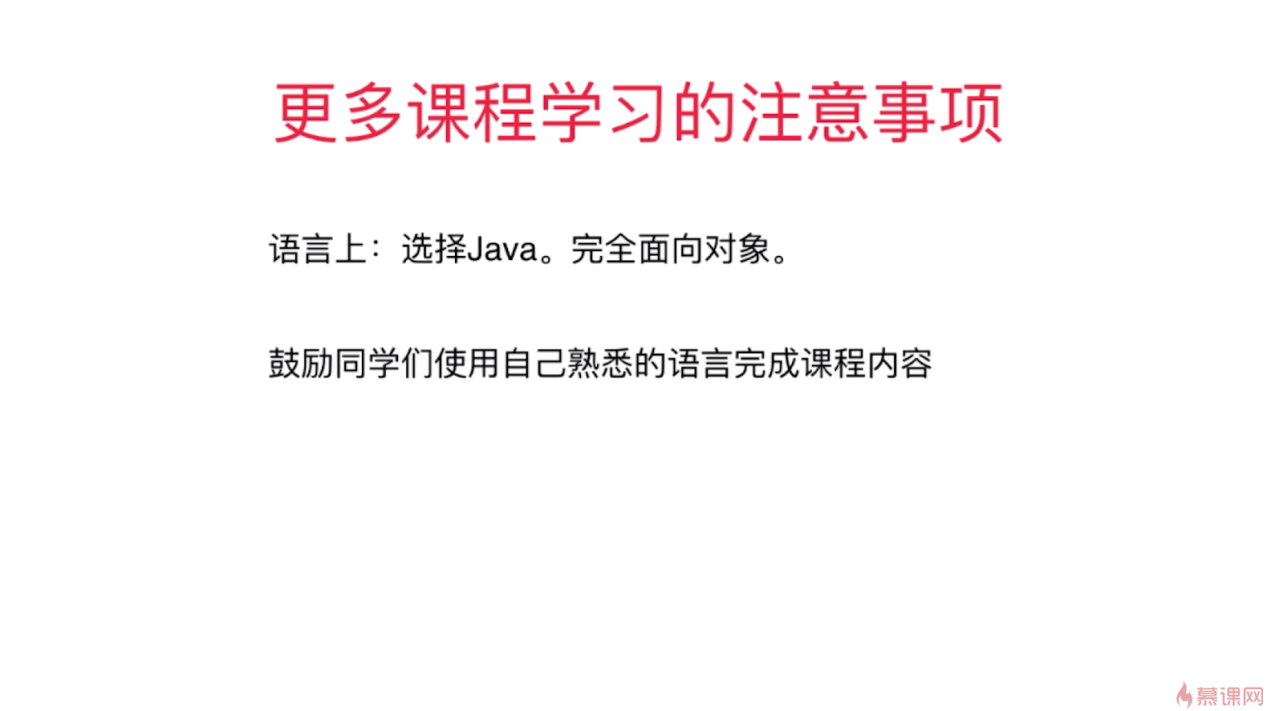 更多课程学习的注意事项
语言上：选择Java。完全面向对象。
鼓励同学们使用自己熟悉的语言完成课程内容
慕课网